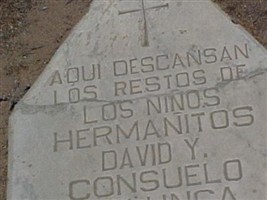 AQUI DESCANSAN
LOS RESTOS DE
LOS NIÑOS
HERMANITOS
DAVID Y.
CONSUELO